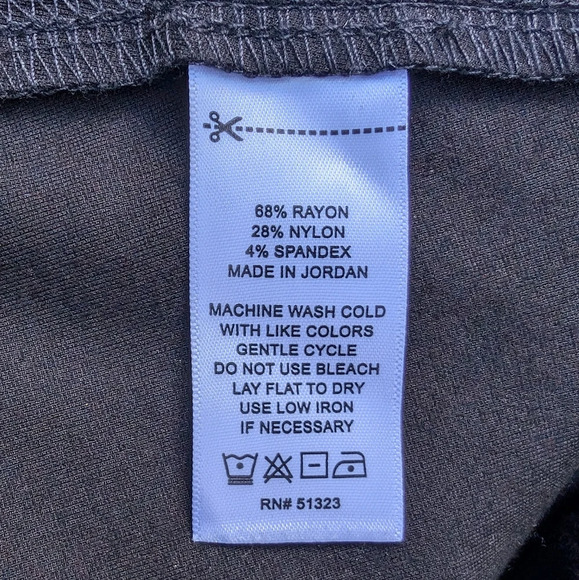 68% RAYON
28% NYLON
4% SPANDEX
MADE IN JORDAN
MACHINE WASH COLD
WITH LIKE COLORS
GENTLE CYCLE
DO NOT USE BLEACH
LAY FLAT TO DRY
USE LOW IRON
IF NECESSARY
RN# 51323